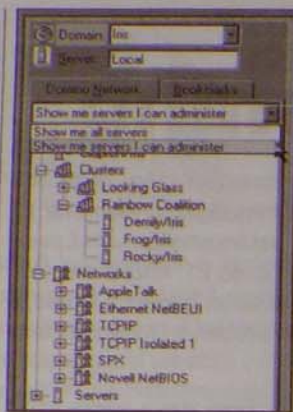 Domain Iris
Server Local
Domino Network Bookmarks
Show me servers I can administer
Show me all servers
Show me servers I can administer
Clusters
Looking Glass
Rainbow Coalition
Demily/Iris
Frog/Iris
Rocky/Iris
Networks
AppleTalk
Ethernet NetBEUI
TCPIP
TCPIP Isolated 1
SPX
Novell NetBIOS
Servers